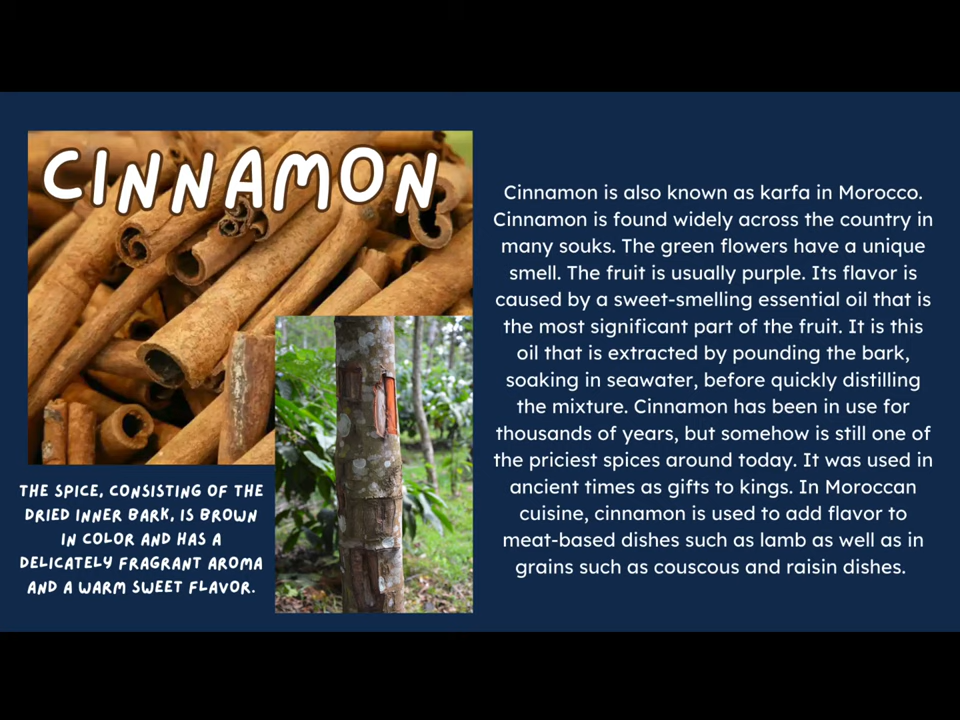 CINNAMON
THE SPICE, CONSISTING OF THE
DRIED INNER BARK, IS BROWN
IN COLOR AND HAS A
DELICATELY FRAGRANT AROMA
AND A WARM SWEET FLAVOR.
Cinnamon is also known as karfa in Morocco.
Cinnamon is found widely across the country in
many souks. The green flowers have a unique
smell. The fruit is usually purple. Its flavor is
caused by a sweet-smelling essential oil that is
the most significant part of the fruit. It is this
oil that is extracted by pounding the bark,
soaking in seawater, before quickly distilling
the mixture. Cinnamon has been in use for
thousands of years, but somehow is still one of
the priciest spices around today. It was used in
ancient times as gifts to kings. In Moroccan
cuisine, cinnamon is used to add flavor to
meat-based dishes such as lamb as well as in
grains such as couscous and raisin dishes.